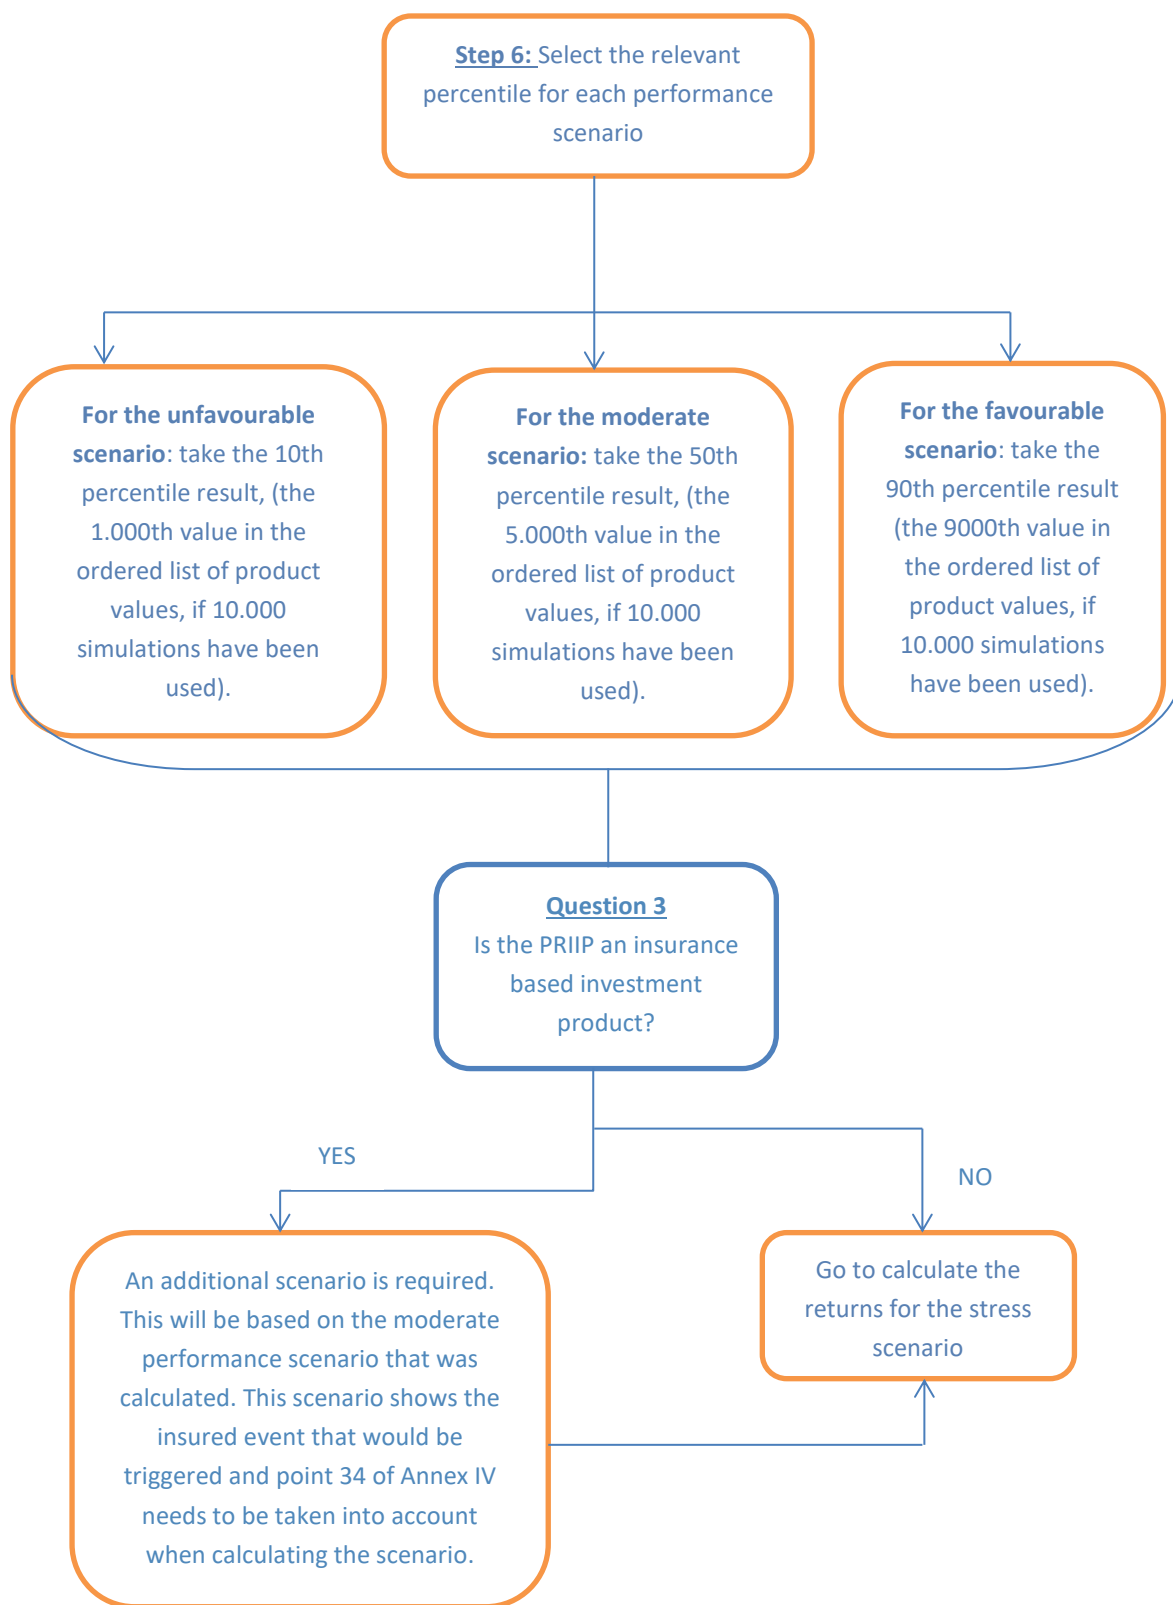 Step 6: Select the relevant
percentile for each performance
scenario
For the unfavourable
scenario: take the 10th
percentile result, (the
1.000th value in the
ordered list of product
values, if 10.000
simulations have been
used).
For the moderate
scenario: take the 50th
percentile result, (the
5.000th value in the
ordered list of product
values, if 10.000
simulations have been
used).
For the favourable
scenario: take the
90th percentile result
(the 9000th value in
the ordered list of
product values, if
10.000 simulations
have been used).
Question 3
Is the PRIIP an insurance
based investment
product?
YES
NO
An additional scenario is required.
This will be based on the moderate
performance scenario that was
calculated. This scenario shows the
insured event that would be
triggered and point 34 of Annex IV
needs to be taken into account
when calculating the scenario.
Go to calculate the
returns for the stress
scenario